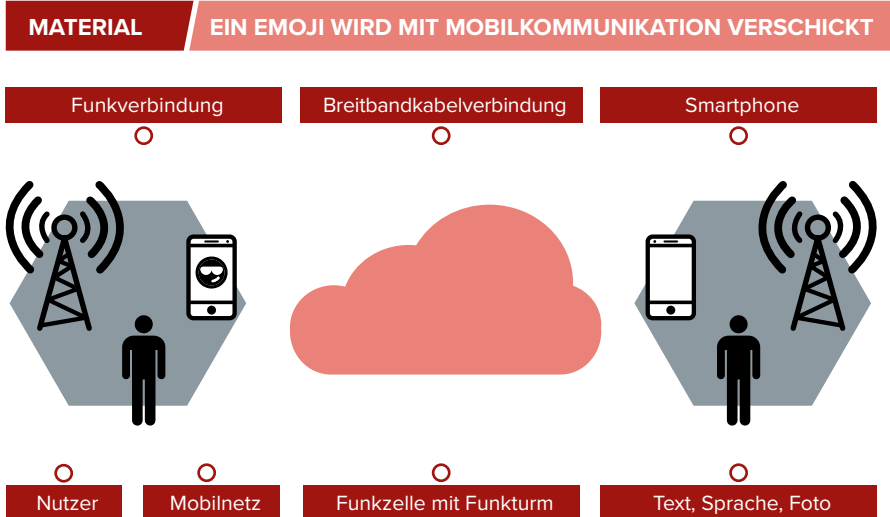 MATERIAL EIN EMOJI WIRD MIT MOBILKOMMUNIKATION VERSCHICKT
Funkverbindung Breitbandkabelverbindung Smartphone
Nutzer Mobilnetz Funkzelle mit Funkturm Text, Sprache, Foto